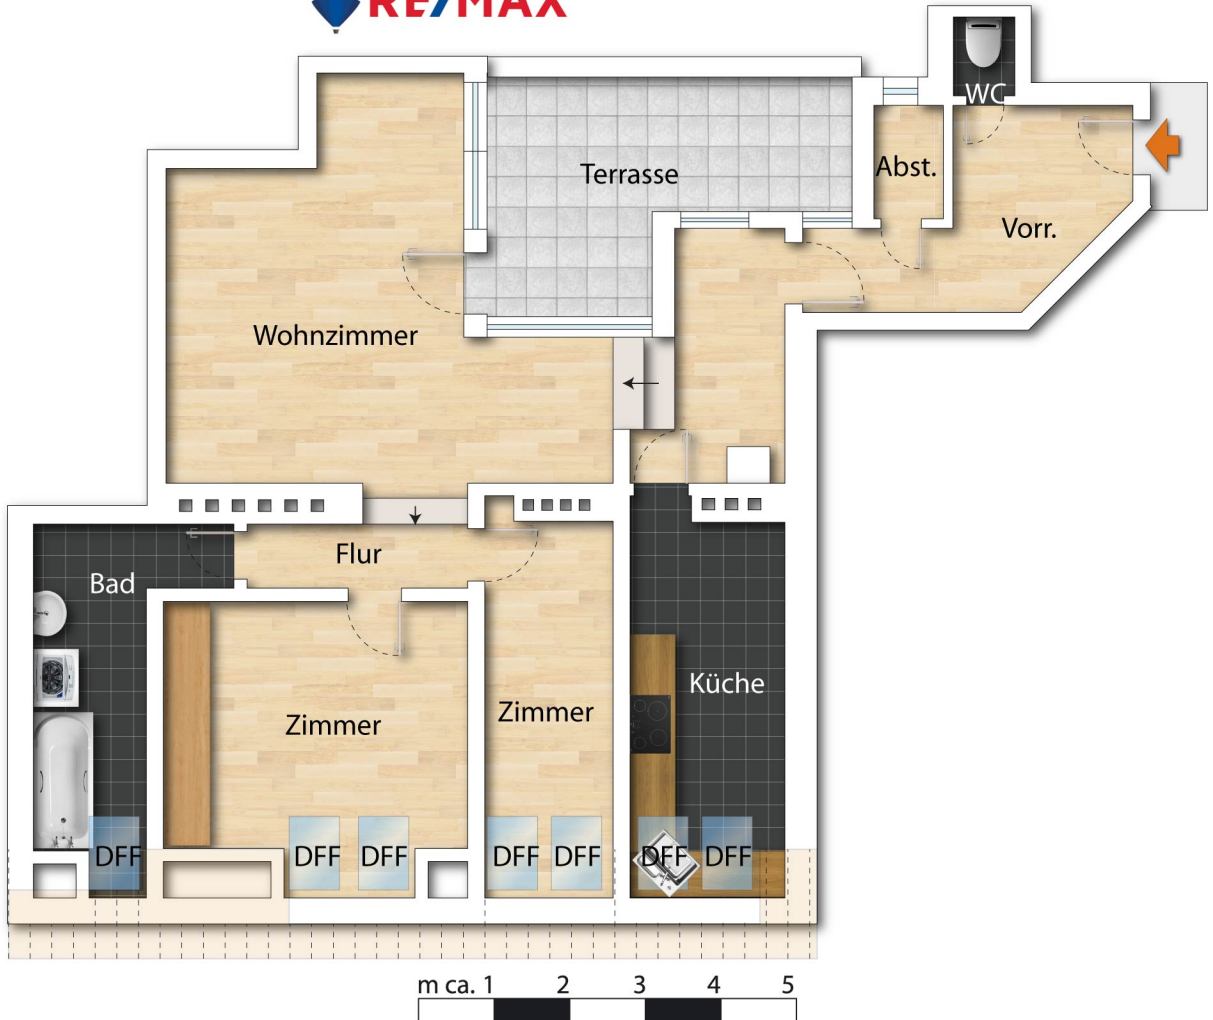 RE/MAX
WC
Terrasse
Abst.
Vorr.
Wohnzimmer
Flur
Bad
Küche
Zimmer
Zimmer
DFF
DFF
DFF
DFF
DFF
DFF
DFF
m ca. 1 2 3 4 5